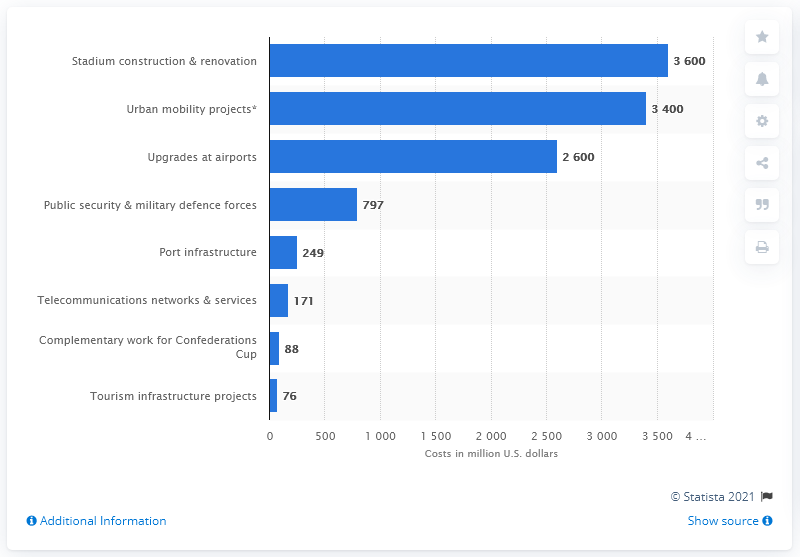 Stadium construction & renovation 3 600
Urban mobility projects* 3 400
Upgrades at airports 2 600
Public security & military defence forces 797
Port infrastructure 249
Telecommunications networks & services 171
Complementary work for Confederations
Cup 88
Tourism infrastructure projects 76
0 500 1 000 1 500 2 000 2 500 3 000 3 500 4 ...
Costs in million U.S. dollars
© Statista 2021
Additional Information Show source